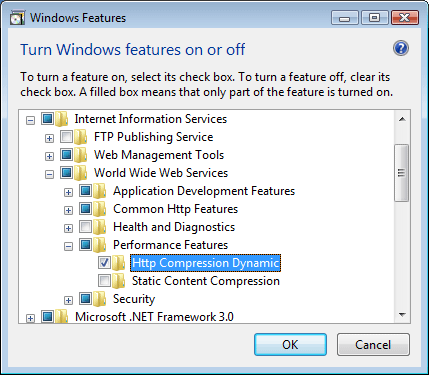 Windows Features
Turn Windows features on or off
To turn a feature on, select its check box. To turn a feature off, clear its
check box. A filled box means that only part of the feature is turned on.
Internet Information Services
FTP Publishing Service
Web Management Tools
World Wide Web Services
Application Development Features
Common Http Features
Health and Diagnostics
Performance Features
Http Compression Dynamic
Static Content Compression
Security
Microsoft .NET Framework 3.0
OK Cancel